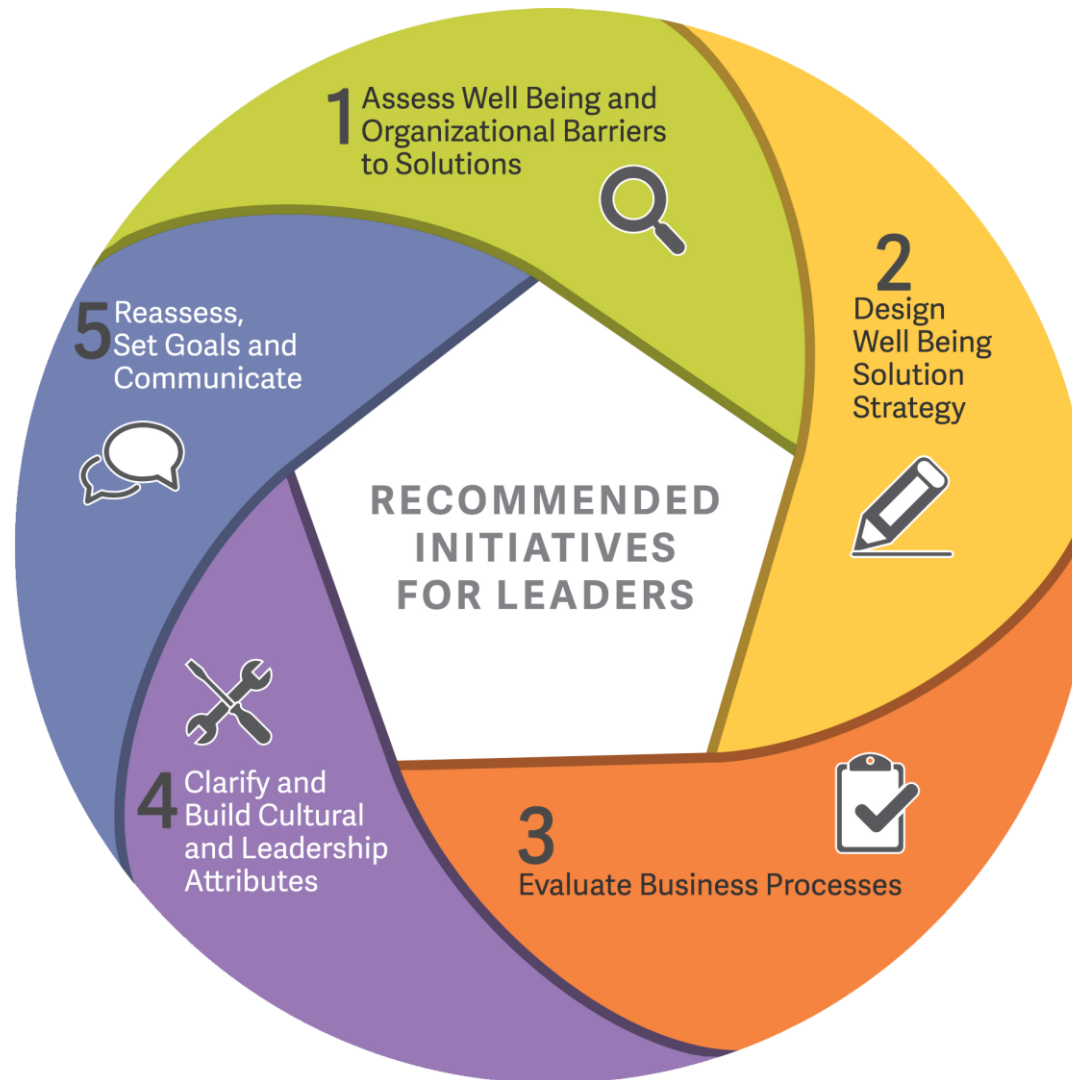 1 Assess Well Being and
Organizational Barriers
to Solutions
2
Design
Well Being
Solution
Strategy
3
Evaluate Business Processes
4 Clarify and
Build Cultural
and Leadership
Attributes
5 Reassess,
Set Goals and
Communicate
RECOMMENDED
INITIATIVES
FOR LEADERS